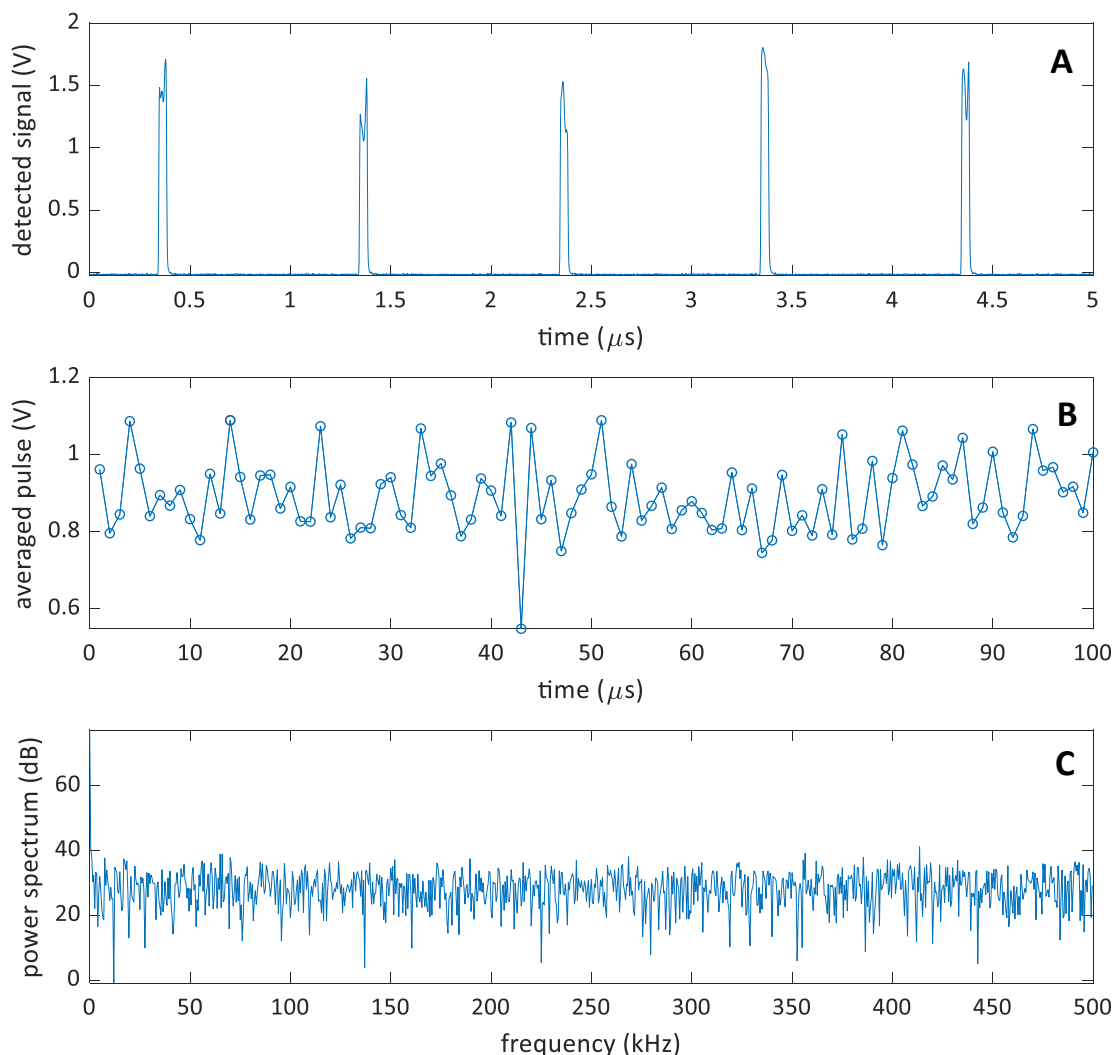 A
detected signal (V)
2
1.5
1
0.5
0
0 0.5 1 1.5 2 2.5 3 3.5 4 4.5 5
time (μs)
B
averaged pulse (V)
1.2
1
0.8
0.6
0 10 20 30 40 50 60 70 80 90 100
time (μs)
C
power spectrum (dB)
60
40
20
0
0 50 100 150 200 250 300 350 400 450 500
frequency (kHz)